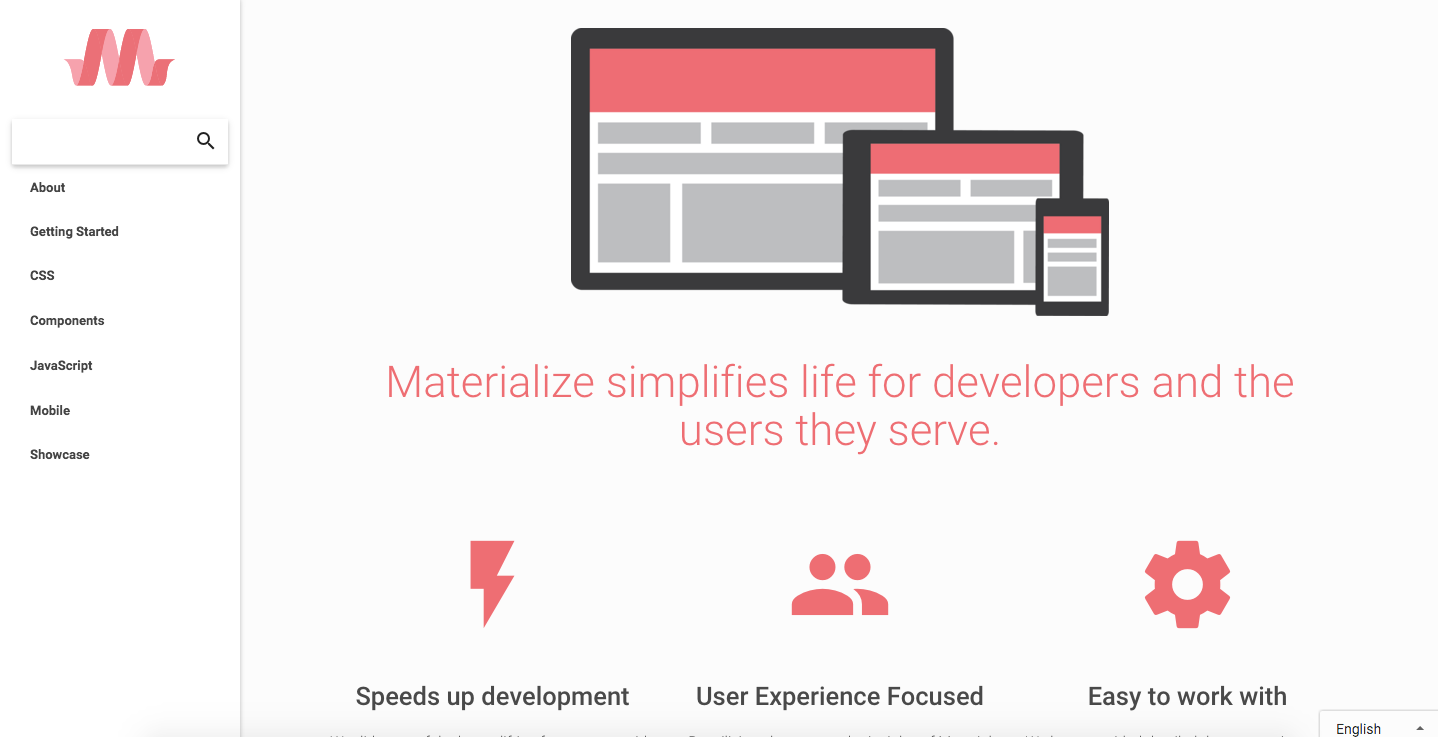 About
Getting Started
CSS
Components
JavaScript
Mobile
Showcase
Materialize simplifies life for developers and the
users they serve.
Speeds up development
User Experience Focused
Easy to work with
English